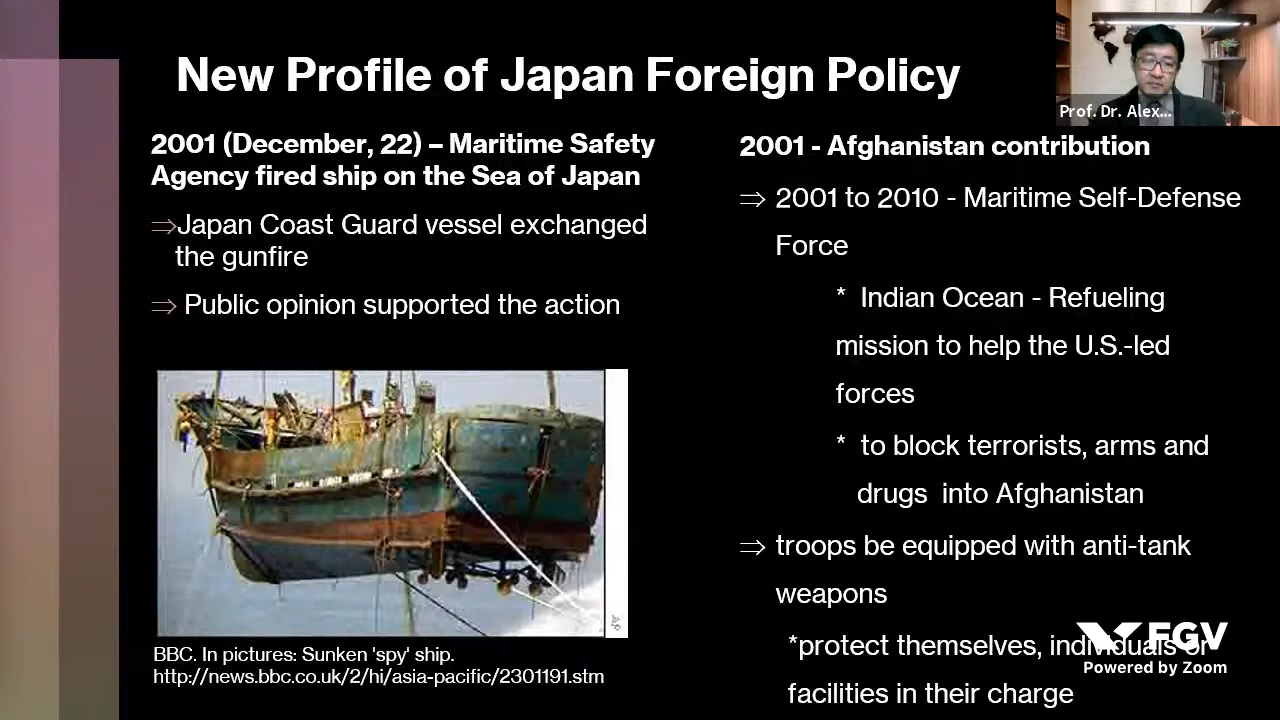 New Profile of Japan Foreign Policy
Prof. Dr. Alex...
2001 (December, 22) – Maritime Safety
Agency fired ship on the Sea of Japan
⇒Japan Coast Guard vessel exchanged
the gunfire
⇒ Public opinion supported the action
AP
BBC. In pictures: Sunken 'spy' ship.
http://news.bbc.co.uk/2/hi/asia-pacific/2301191.stm
2001 - Afghanistan contribution
⇒ 2001 to 2010 - Maritime Self-Defense
Force
* Indian Ocean - Refueling
mission to help the U.S.-led
forces
* to block terrorists, arms and
drugs into Afghanistan
⇒ troops be equipped with anti-tank
weapons
*protect themselves, individuals or
facilities in their charge
FGV
Powered by Zoom